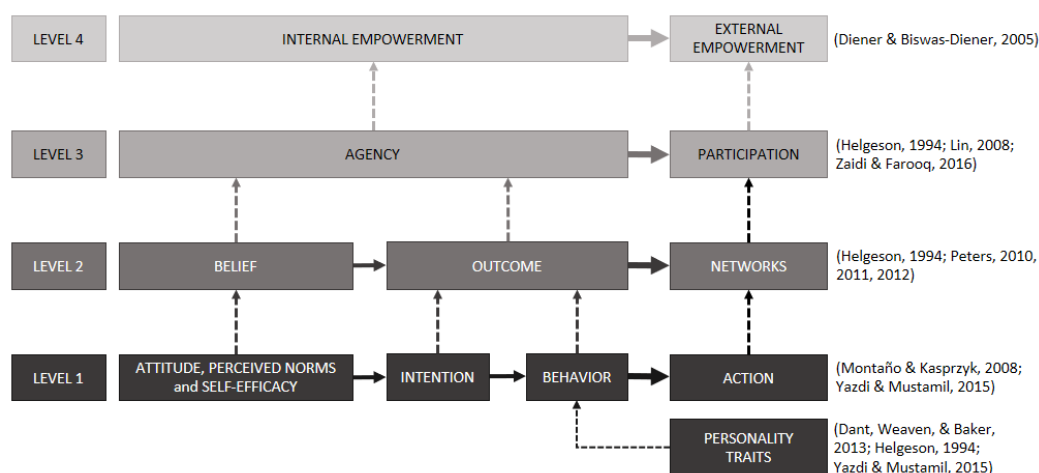 LEVEL 4
INTERNAL EMPOWERMENT
EXTERNAL
EMPOWERMENT
(Diener & Biswas-Diener, 2005)
LEVEL 3
AGENCY
PARTICIPATION
(Helgeson, 1994; Lin, 2008;
Zaidi & Farooq, 2016)
LEVEL 2
BELIEF
OUTCOME
NETWORKS
(Helgeson, 1994; Peters, 2010,
2011, 2012)
LEVEL 1
ATTITUDE, PERCEIVED NORMS
and SELF-EFFICACY
INTENTION
BEHAVIOR
ACTION
(Montaño & Kasprzyk, 2008;
Yazdi & Mustamil, 2015)
PERSONALITY
TRAITS
(Dant, Weaven, & Baker,
2013; Helgeson, 1994;
Yazdi & Mustamil, 2015)